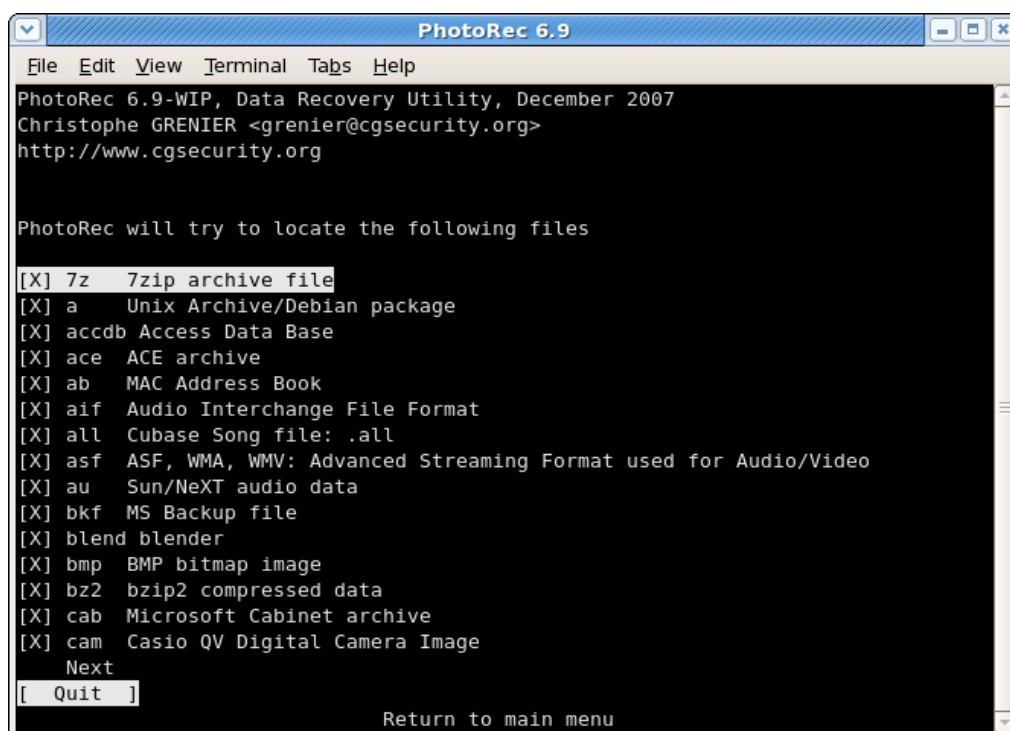 PhotoRec 6.9
File Edit View Terminal Tabs Help
PhotoRec 6.9-WIP, Data Recovery Utility, December 2007
Christophe GRENIER <grenier@cgsecurity.org>
http://www.cgsecurity.org
PhotoRec will try to locate the following files
[X] 7z   7zip archive file
[X] a    Unix Archive/Debian package
[X] accdb Access Data Base
[X] ace  ACE archive
[X] ab   MAC Address Book
[X] aif  Audio Interchange File Format
[X] all  Cubase Song file: .all
[X] asf  ASF, WMA, WMV: Advanced Streaming Format used for Audio/Video
[X] au   Sun/NeXT audio data
[X] bkf  MS Backup file
[X] blend blender
[X] bmp  BMP bitmap image
[X] bz2  bzip2 compressed data
[X] cab  Microsoft Cabinet archive
[X] cam  Casio QV Digital Camera Image
Next
[  Quit  ]
Return to main menu